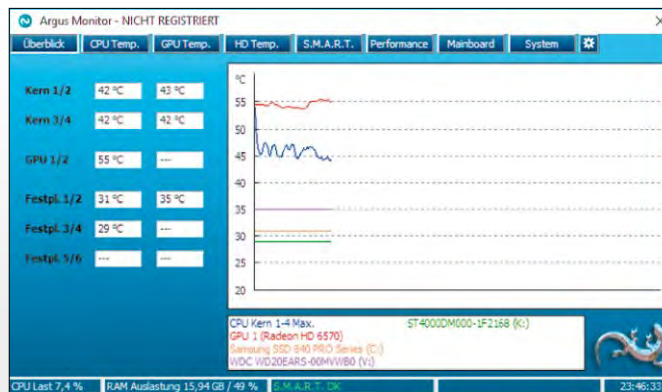 Argus Monitor - NICHT REGISTRIERT
Überblick CPU Temp. GPU Temp. HD Temp. S.M.A.R.T. Performance Mainboard System
Kern 1/2 42 °C 43 °C
Kern 3/4 42 °C 42 °C
GPU 1/2 55 °C ---
Festpl. 1/2 31 °C 35 °C
Festpl. 3/4 29 °C ---
Festpl. 5/6 --- ---
°C
55
50
45
40
35
30
25
20
CPU Kern 1-4 Max. ST4000DM000-1F2168 (K:)
GPU 1 (Radeon HD 6570)
Samsung SSD 840 PRO Series (C:)
WDC WD20EARS-00MVWB0 (V:)
CPU Last 7,4 % RAM Auslastung 15,94 GB / 49 % S.M.A.R.T. OK 23:46:33